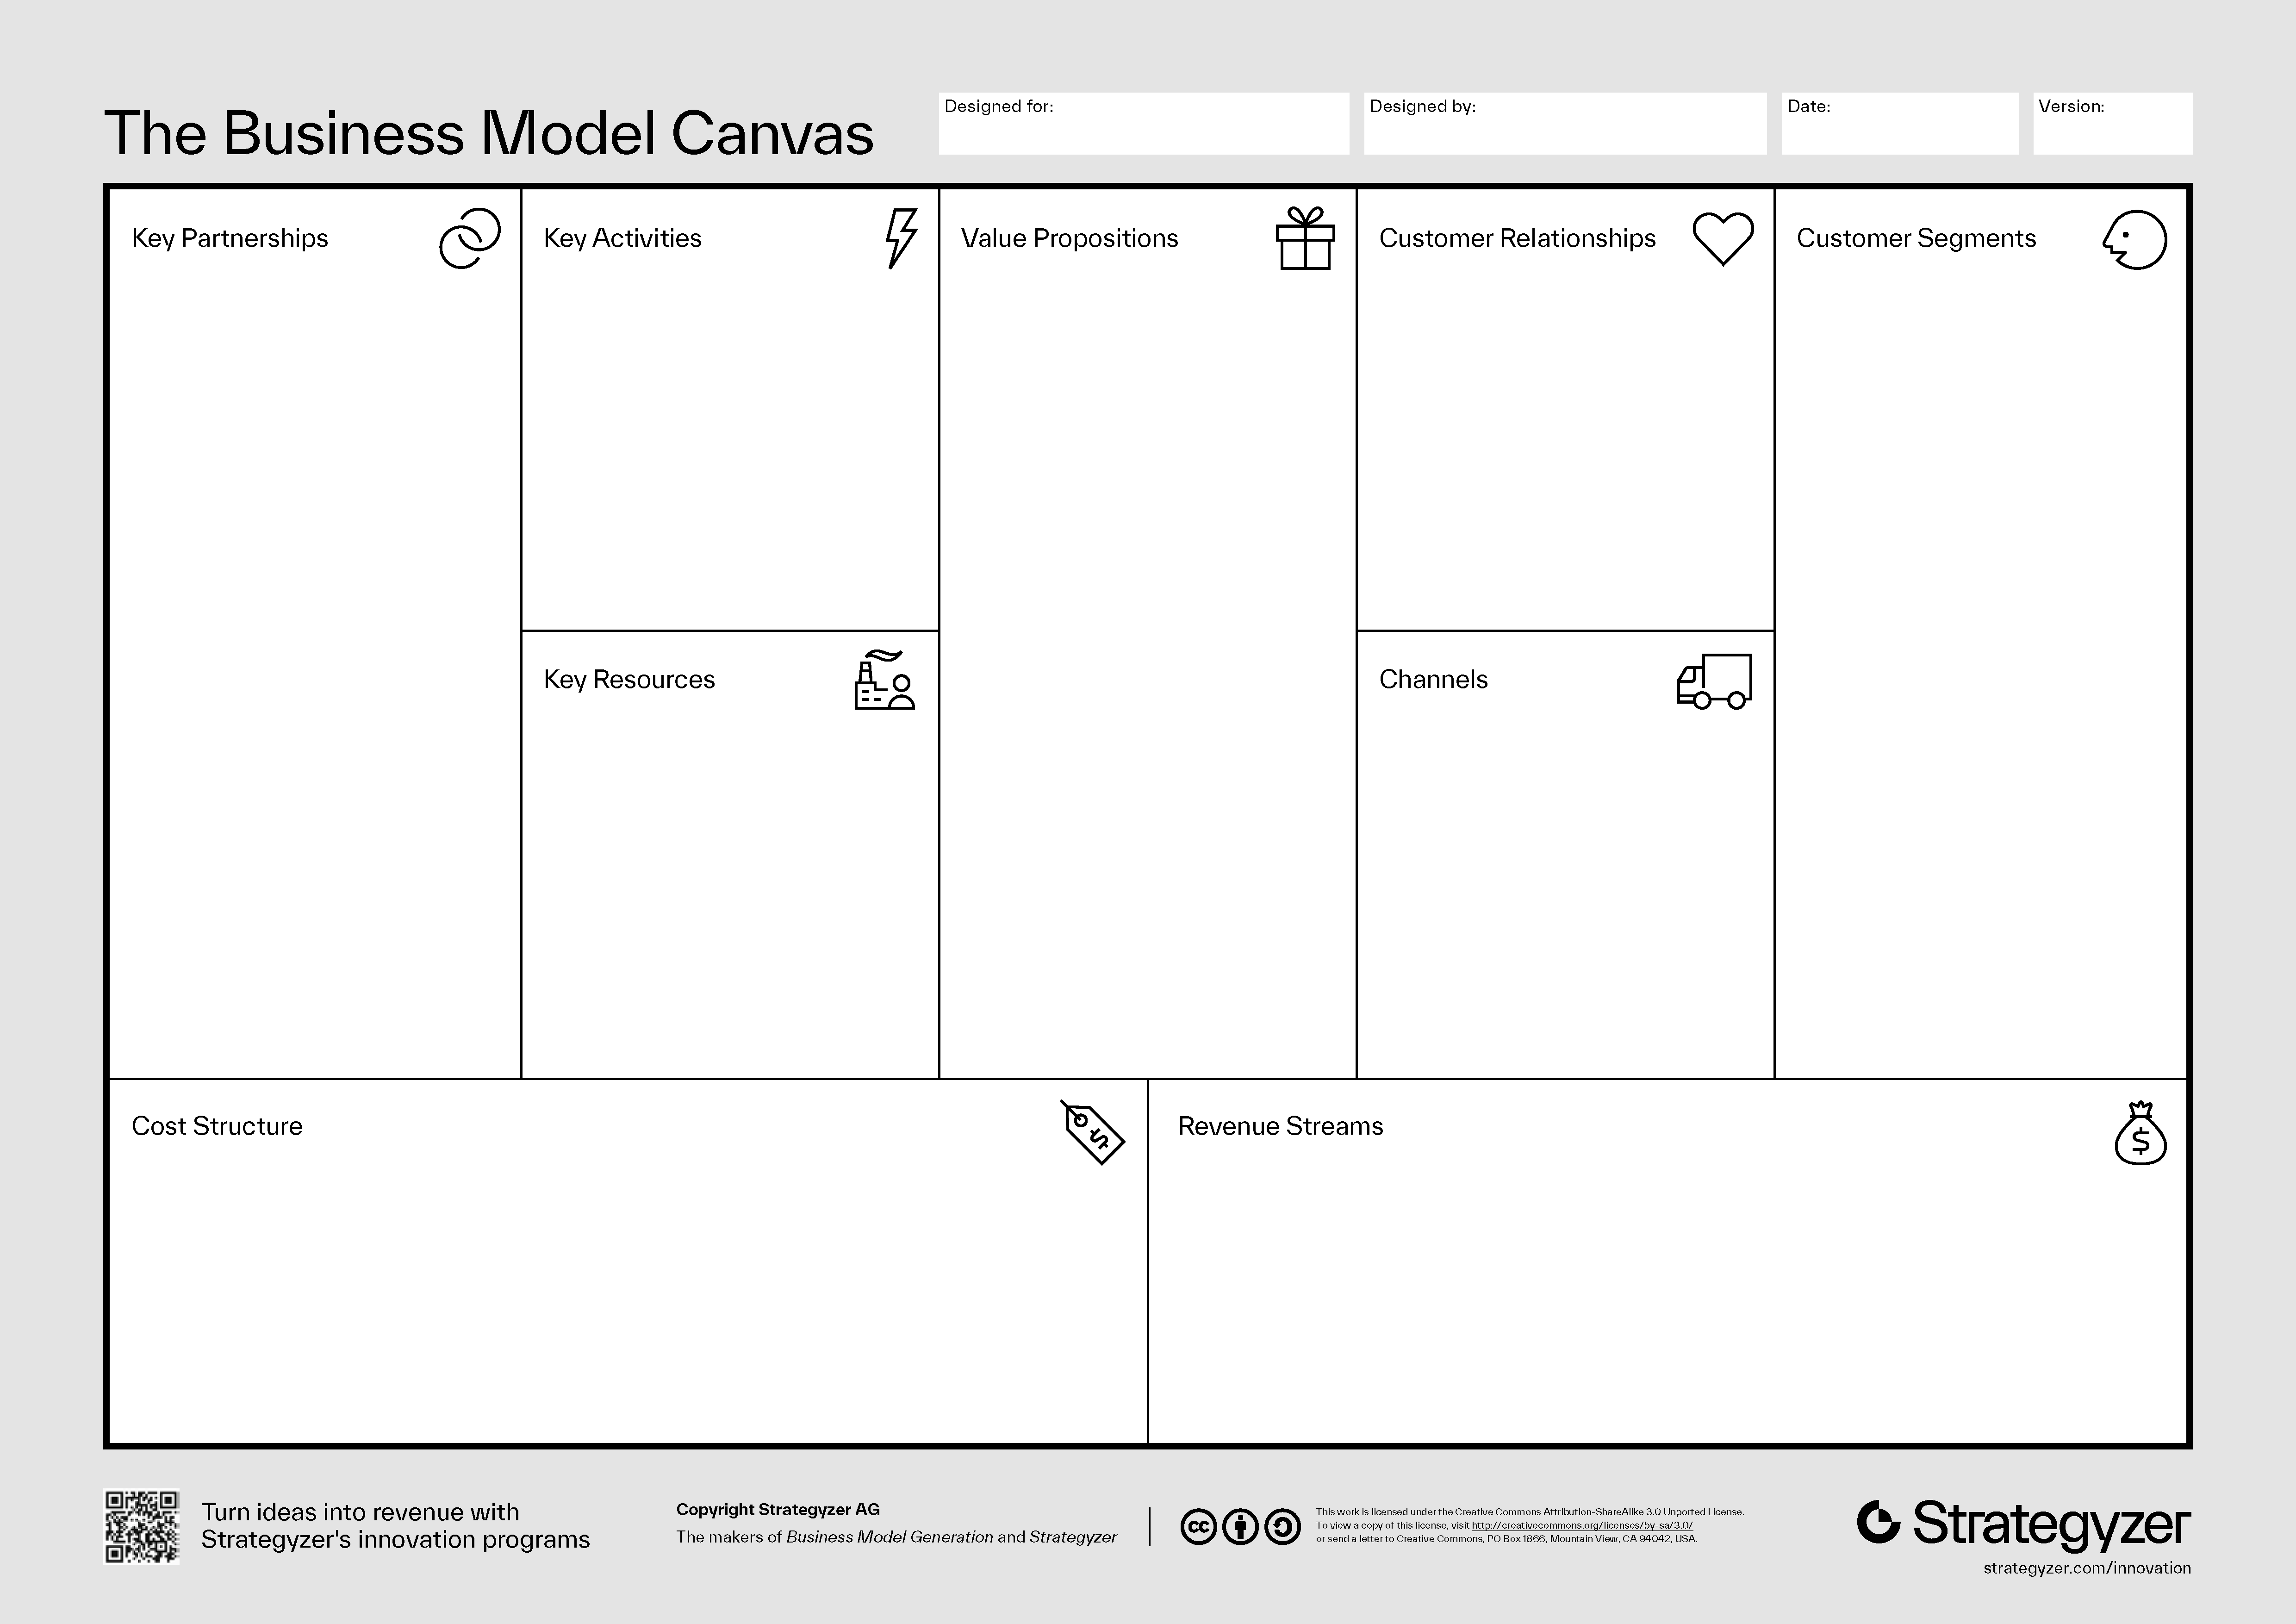 The Business Model Canvas
Designed for:
Designed by:
Date:
Version:
Key Partnerships
Key Activities
Value Propositions
Customer Relationships
Customer Segments
Key Resources
Channels
Cost Structure
$
Revenue Streams
$
Turn ideas into revenue with
Strategyzer's innovation programs
Copyright Strategyzer AG
The makers of Business Model Generation and Strategyzer
cc
This work is licensed under the Creative Commons Attribution-ShareAlike 3.0 Unported License.
To view a copy of this license, visit http://creativecommons.org/licenses/by-sa/3.0/
or send a letter to Creative Commons, PO Box 1866, Mountain View, CA 94042, USA.
Strategyzer
strategyzer.com/innovation